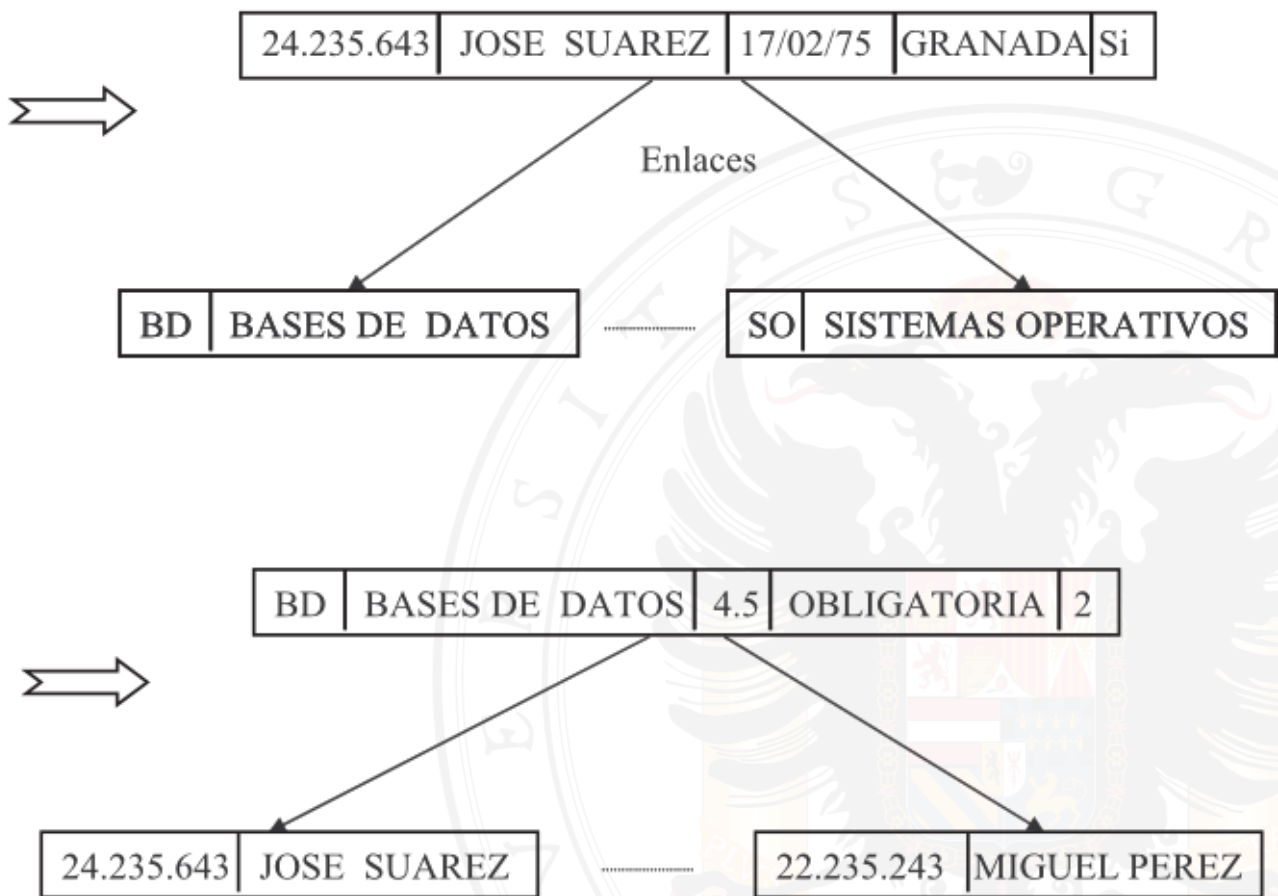 24.235.643 JOSE SUAREZ 17/02/75 GRANADA Si
Enlaces
BD BASES DE DATOS ........... SO SISTEMAS OPERATIVOS
BD BASES DE DATOS 4.5 OBLIGATORIA 2
24.235.643 JOSE SUAREZ ........... 22.235.243 MIGUEL PEREZ